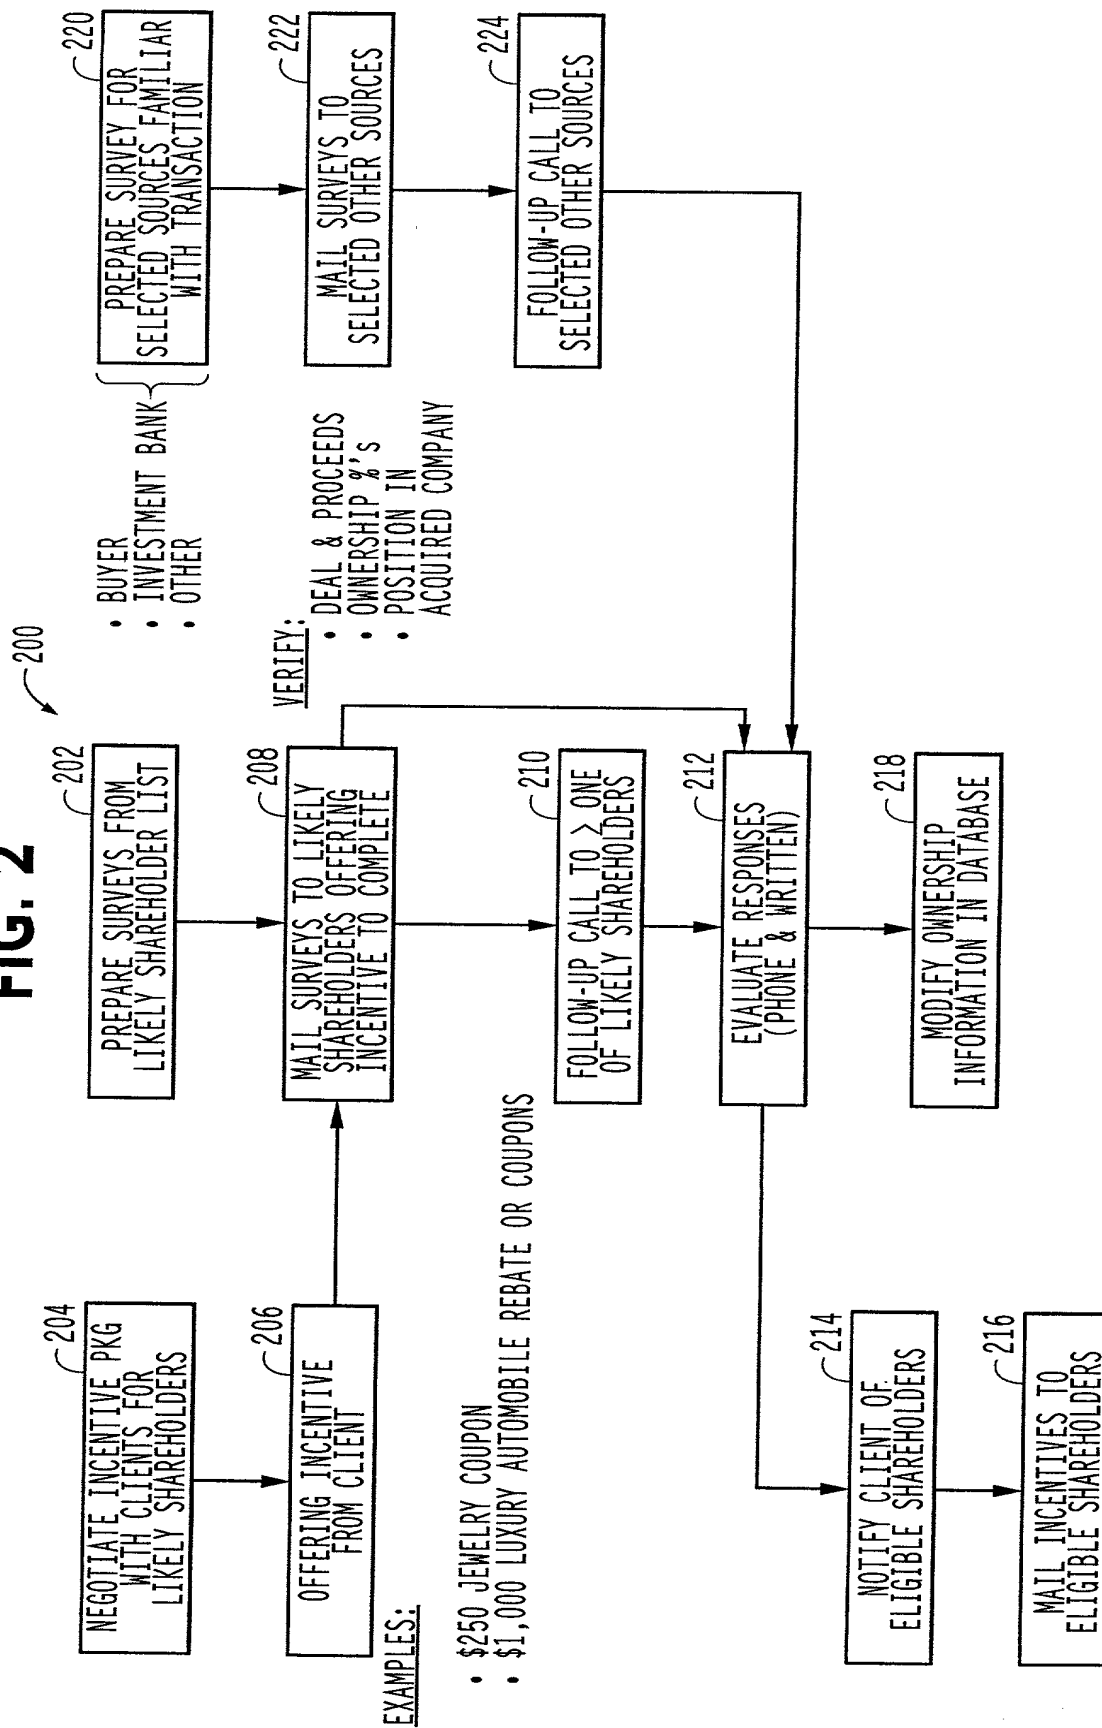 FIG. 2
200
204
NEGOTIATE INCENTIVE PKG
WITH CLIENTS FOR
LIKELY SHAREHOLDERS
202
PREPARE SURVEYS FROM
LIKELY SHAREHOLDER LIST
• BUYER
• INVESTMENT BANK
• OTHER
220
PREPARE SURVEY FOR
SELECTED SOURCES FAMILIAR
WITH TRANSACTION
206
OFFERING INCENTIVE
FROM CLIENT
208
MAIL SURVEYS TO LIKELY
SHAREHOLDERS OFFERING
INCENTIVE TO COMPLETE
VERIFY:
• DEAL & PROCEEDS
• OWNERSHIP %'s
• POSITION IN
ACQUIRED COMPANY
222
MAIL SURVEYS TO
SELECTED OTHER SOURCES
EXAMPLES:
• $250 JEWELRY COUPON
• $1,000 LUXURY AUTOMOBILE REBATE OR COUPONS
210
FOLLOW-UP CALL TO > ONE
OF LIKELY SHAREHOLDERS
224
FOLLOW-UP CALL TO
SELECTED OTHER SOURCES
212
EVALUATE RESPONSES
(PHONE & WRITTEN)
214
NOTIFY CLIENT OF
ELIGIBLE SHAREHOLDERS
218
MODIFY OWNERSHIP
INFORMATION IN DATABASE
216
MAIL INCENTIVES TO
ELIGIBLE SHAREHOLDERS